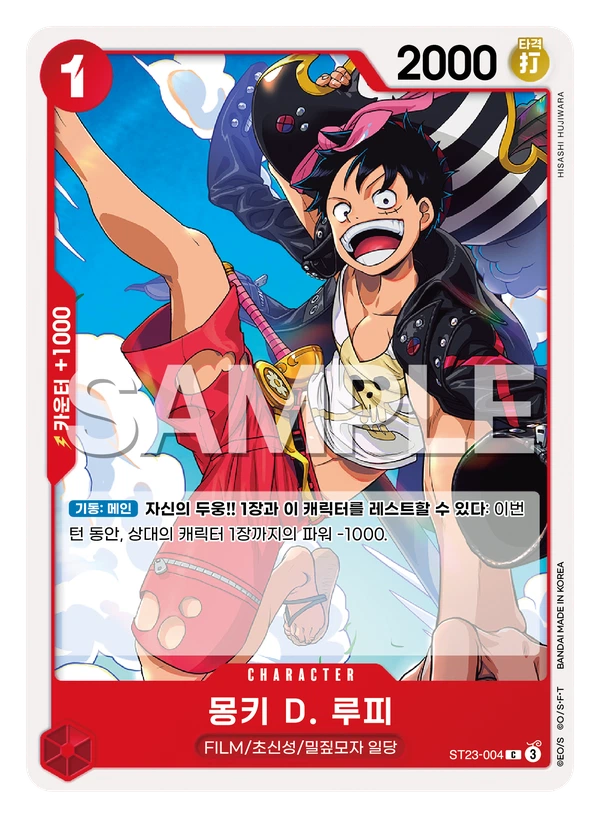 1
2000
타격
打
HISASHI HUJIWARA
카운터 +1000
SAMPLE
기동: 메인 자신의 두웅!! 1장과 이 캐릭터를 레스트할 수 있다: 이번
턴 동안, 상대의 캐릭터 1장까지의 파워 -1000.
CHARACTER
몽키 D. 루피
FILM/초신성/밀짚모자 일당
ST23-004 C 3
©EO/S ©O/S·F·T BANDAI MADE IN KOREA